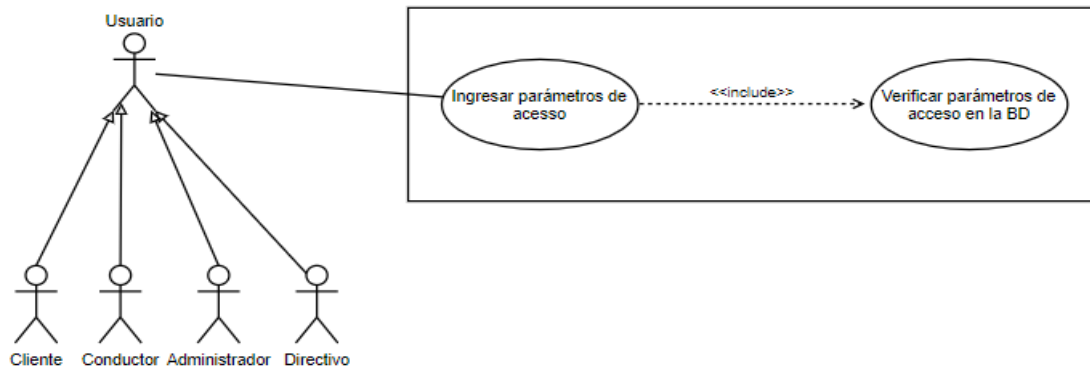 Usuario
Ingresar parámetros de
acesso
<<include>>
Verificar parámetros de
acceso en la BD
Cliente
Conductor
Administrador
Directivo